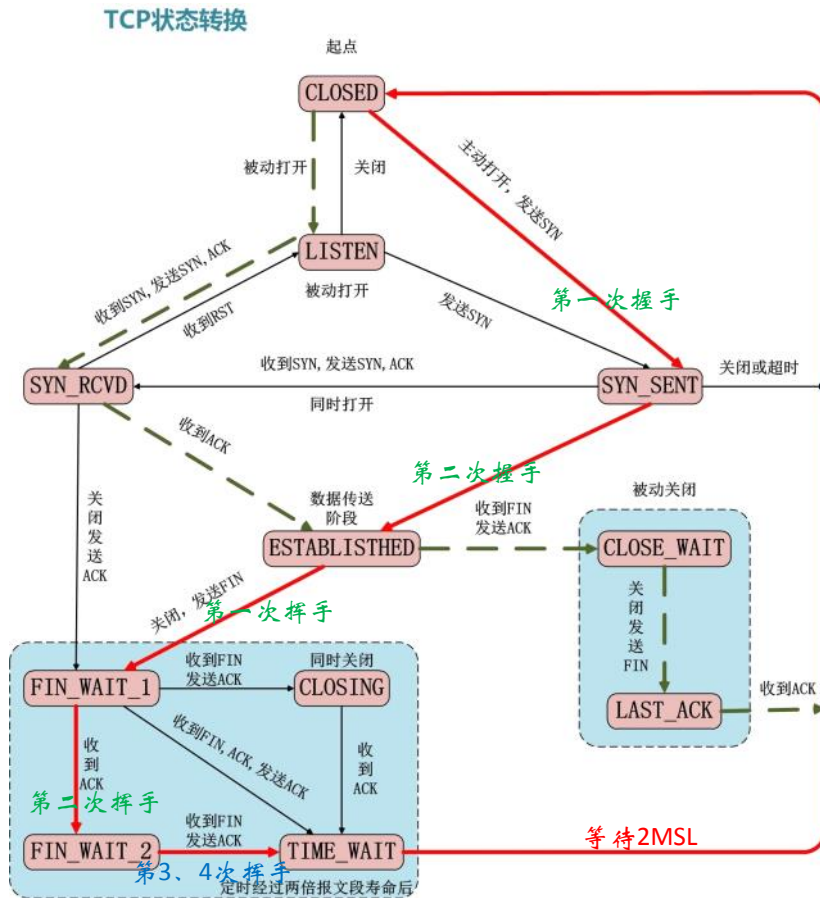 TCP状态转换
起点
CLOSED
被动打开
关闭
主动打开, 发送SYN
LISTEN
被动打开
收到SYN, 发送SYN, ACK
收到RST
发送SYN
第一次握手
SYN_RCVD
收到SYN, 发送SYN, ACK
同时打开
SYN_SENT
关闭或超时
收到ACK
第二次握手
数据传送
阶段
ESTABLISTHED
收到FIN
发送ACK
被动关闭
CLOSE_WAIT
关
闭
发
送
ACK
关闭, 发送FIN
第一次挥手
关
闭
发
送
FIN
LAST_ACK
收到ACK
FIN_WAIT_1
收到FIN
发送ACK
同时关闭
CLOSING
收
到
ACK
第二次挥手
收到FIN, ACK, 发送ACK
收
到
ACK
FIN_WAIT_2
收到FIN
发送ACK
第3、4次挥手
TIME_WAIT
等待2MSL
定时经过两倍报文段寿命后